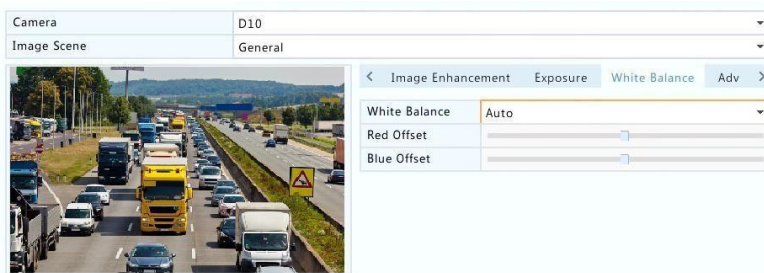 Camera D10
Image Scene General
< Image Enhancement Exposure White Balance Adv >
White Balance Auto
Red Offset
Blue Offset